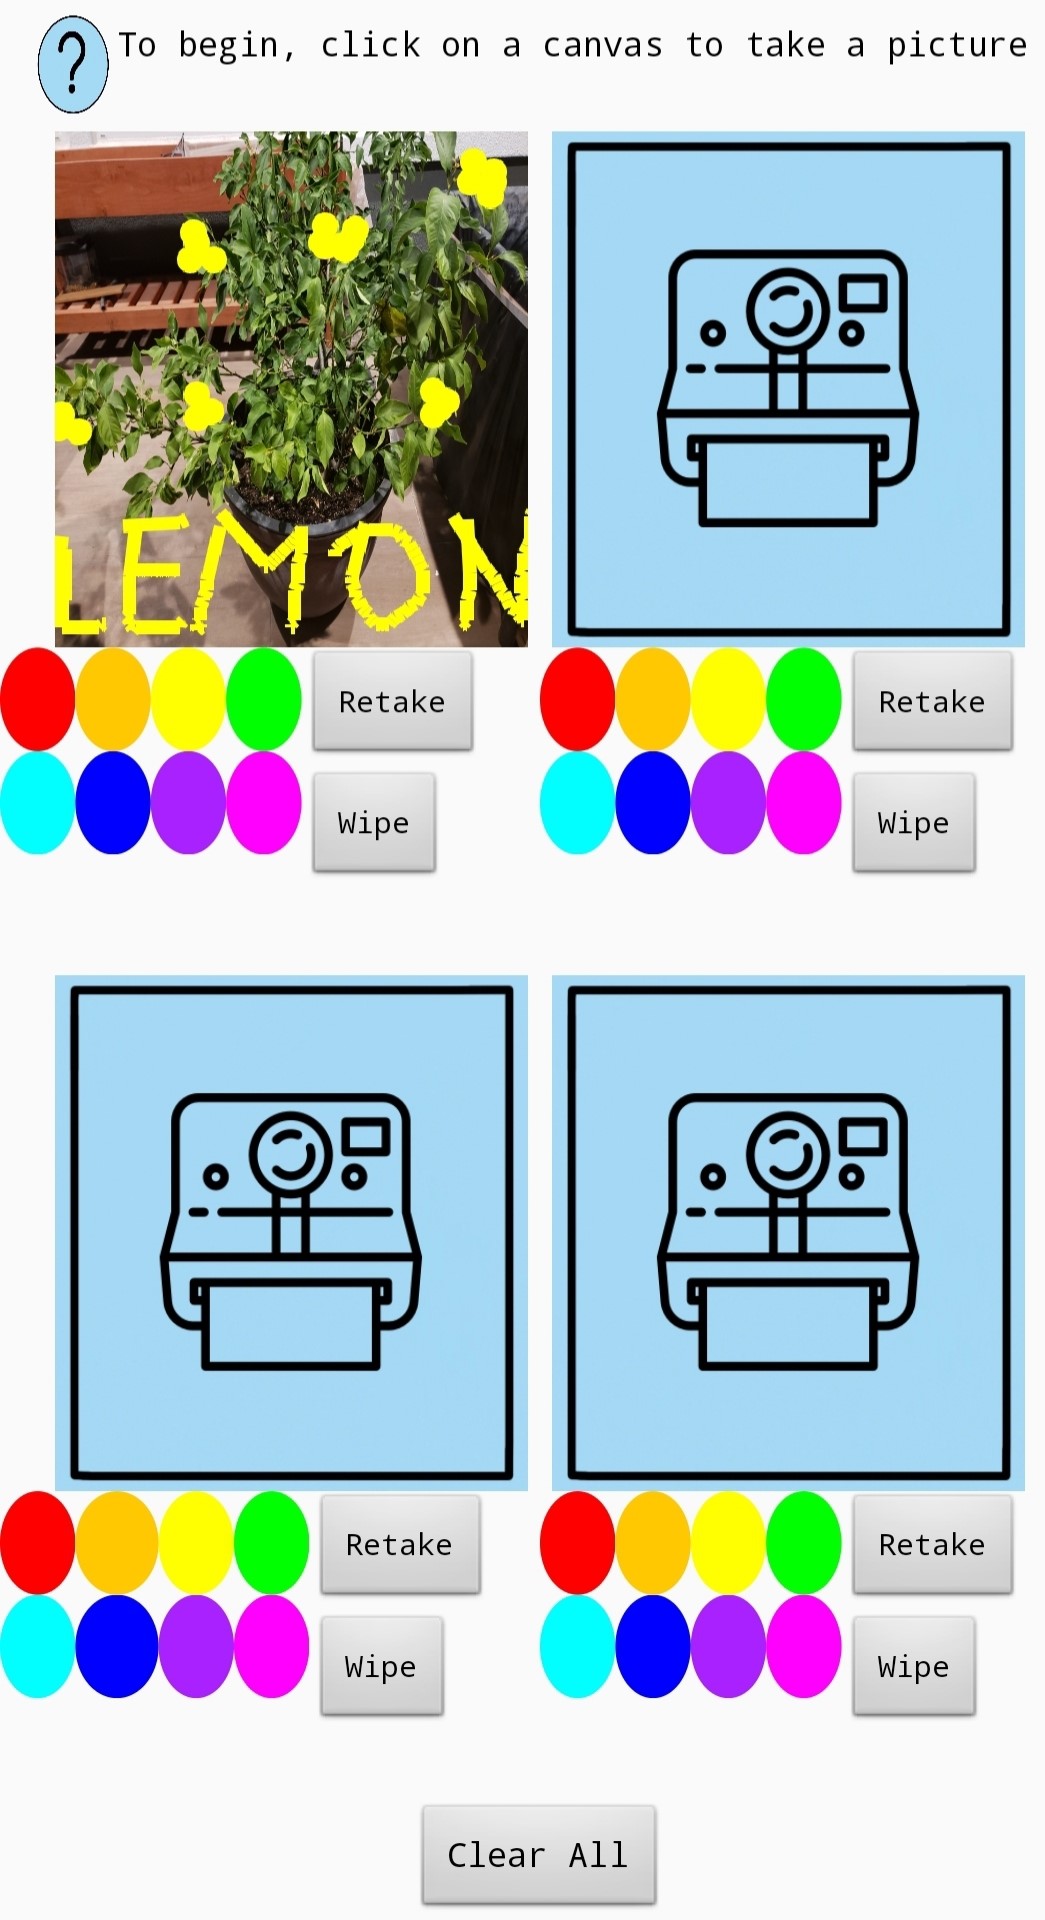 ? To begin, click on a canvas to take a picture
LEMON
Retake
Retake
Wipe
Wipe
Retake
Retake
Wipe
Wipe
Clear All